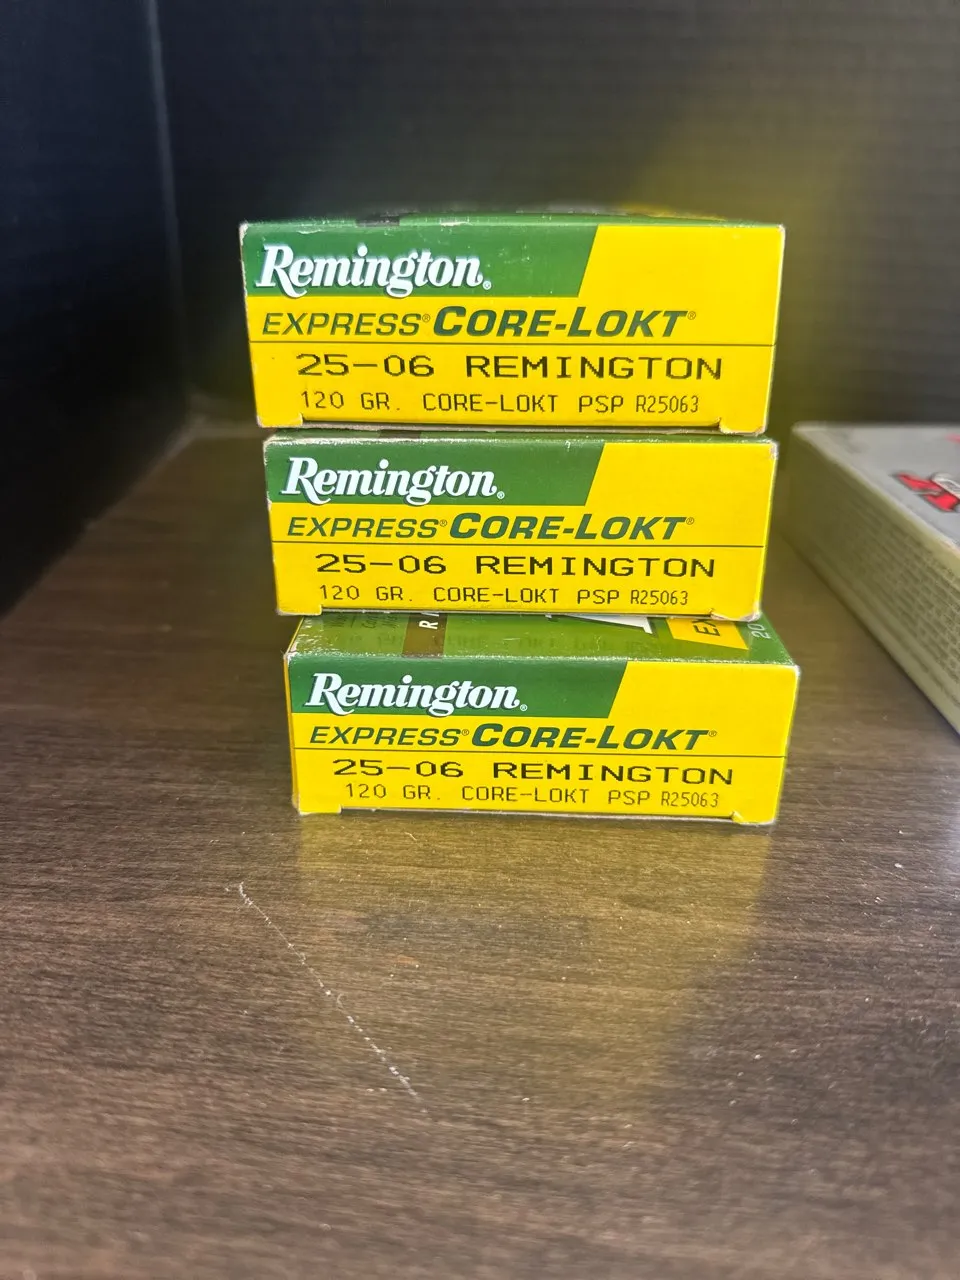 Remington®
EXPRESS® CORE-LOKT®
25-06 REMINGTON
120 GR. CORE-LOKT PSP R25063
Remington®
EXPRESS® CORE-LOKT®
25-06 REMINGTON
120 GR. CORE-LOKT PSP R25063
R
EX
20
Remington®
EXPRESS® CORE-LOKT®
25-06 REMINGTON
120 GR. CORE-LOKT PSP R25063